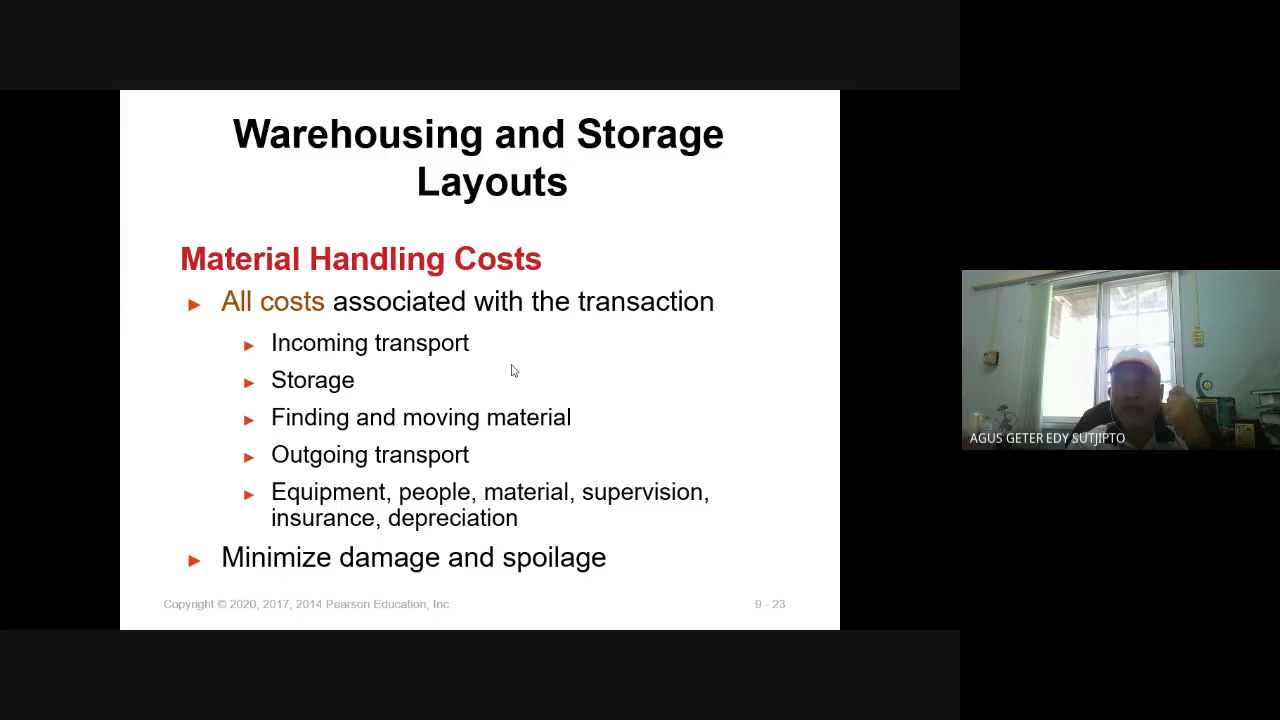 Warehousing and Storage
Layouts
Material Handling Costs
All costs associated with the transaction
Incoming transport
Storage
Finding and moving material
Outgoing transport
Equipment, people, material, supervision,
insurance, depreciation
Minimize damage and spoilage
Copyright © 2020, 2017, 2014 Pearson Education, Inc.
9 - 23
AGUS GETER EDY SUTJIPTO